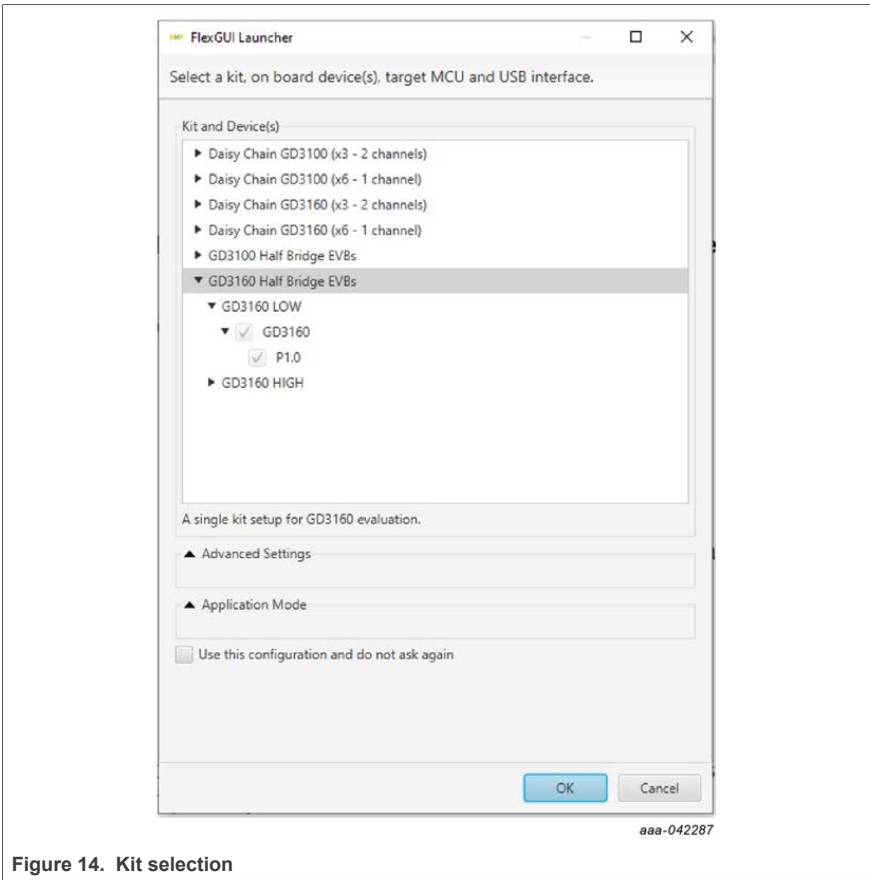 FlexGUI Launcher
Select a kit, on board device(s), target MCU and USB interface.
Kit and Device(s)
Daisy Chain GD3100 (x3 - 2 channels)
Daisy Chain GD3100 (x6 - 1 channel)
Daisy Chain GD3160 (x3 - 2 channels)
Daisy Chain GD3160 (x6 - 1 channel)
GD3100 Half Bridge EVBs
GD3160 Half Bridge EVBs
GD3160 LOW
GD3160
P1.0
GD3160 HIGH
A single kit setup for GD3160 evaluation.
Advanced Settings
Application Mode
Use this configuration and do not ask again
OK Cancel
aaa-042287
Figure 14. Kit selection